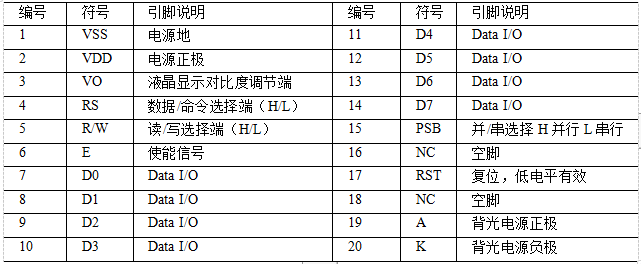 编号 符号 引脚说明 编号 符号 引脚说明
1 VSS 电源地 11 D4 Data I/O
2 VDD 电源正极 12 D5 Data I/O
3 VO 液晶显示对比度调节端 13 D6 Data I/O
4 RS 数据/命令选择端（H/L） 14 D7 Data I/O
5 R/W 读/写选择端（H/L） 15 PSB 并/串选择 H 并行 L 串行
6 E 使能信号 16 NC 空脚
7 D0 Data I/O 17 RST 复位，低电平有效
8 D1 Data I/O 18 NC 空脚
9 D2 Data I/O 19 A 背光电源正极
10 D3 Data I/O 20 K 背光电源负极